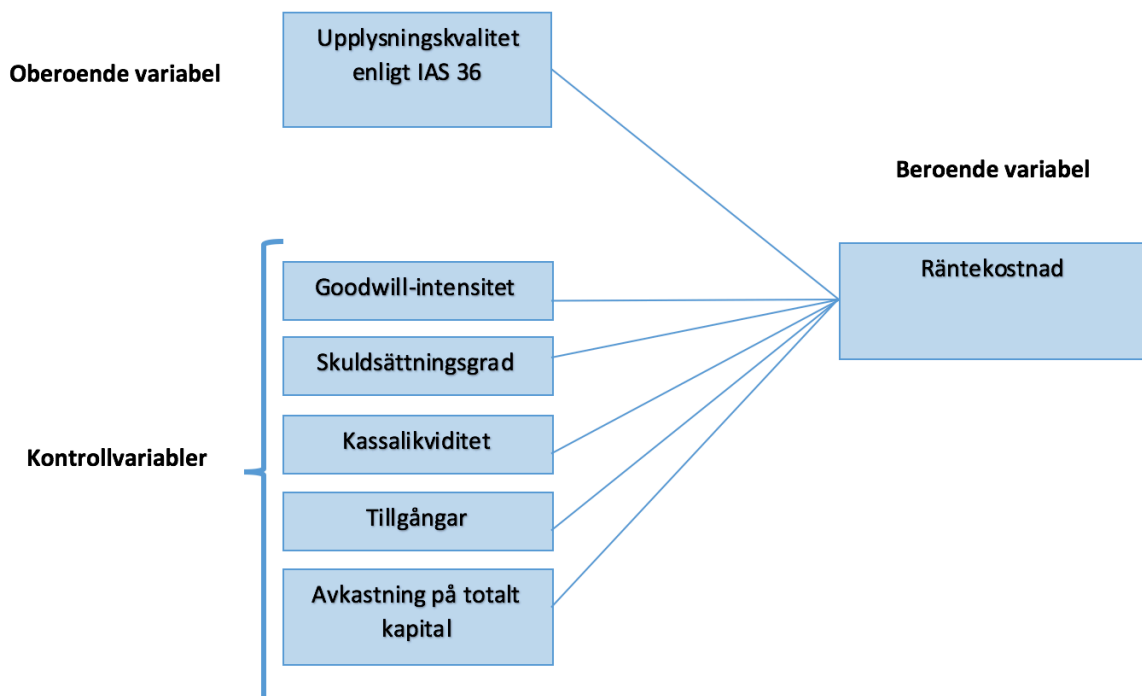 Oberoende variabel
Upplysningskvalitet
enligt IAS 36
Beroende variabel
Räntekostnad
Kontrollvariabler
Goodwill-intensitet
Skuldsättningsgrad
Kassalikviditet
Tillgångar
Avkastning på totalt
kapital